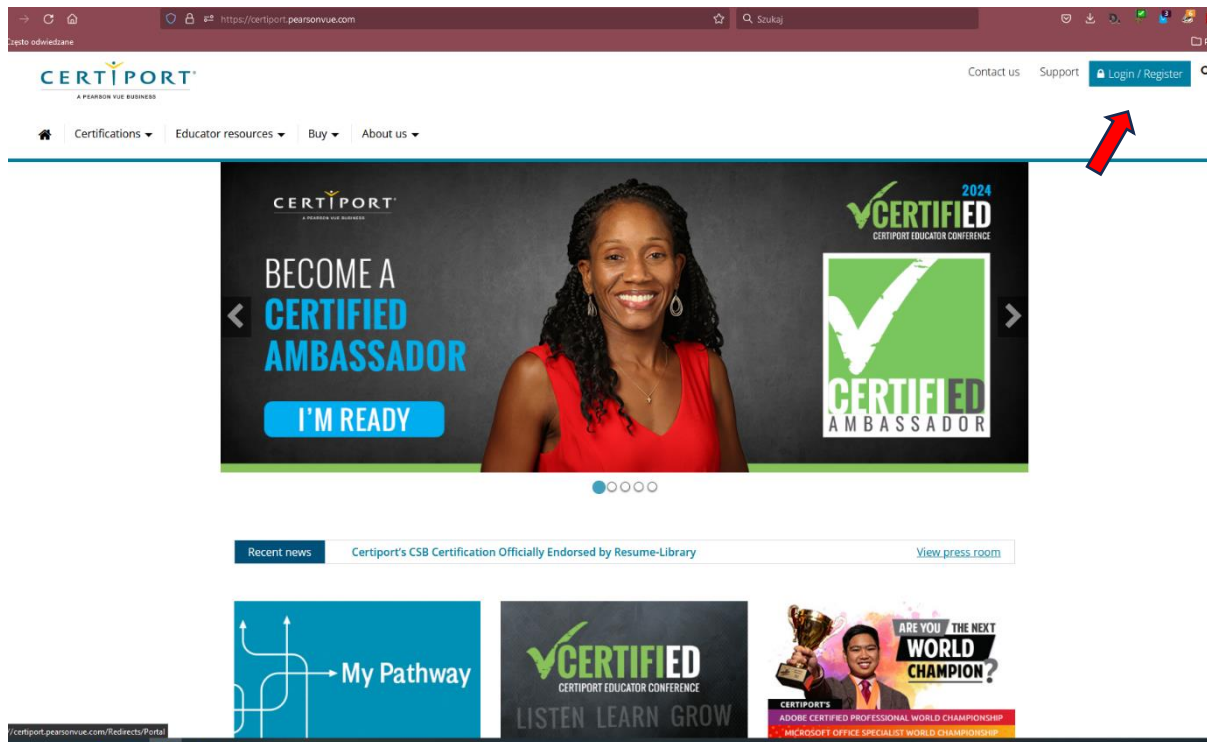 https://certiport.pearsonvue.com
Szukaj
Często odwiedzane
CERTIPORT
A PEARSON VUE BUSINESS
Contact us
Support
Login / Register
Certifications
Educator resources
Buy
About us
CERTIPORT
A PEARSON VUE BUSINESS
BECOME A
CERTIFIED
AMBASSADOR
I'M READY
2024
CERTIFIED
CERTIPORT EDUCATOR CONFERENCE
CERTIFIED
AMBASSADOR
Recent news
Certiport's CSB Certification Officially Endorsed by Resume-Library
View press room
My Pathway
CERTIFIED
CERTIPORT EDUCATOR CONFERENCE
LISTEN LEARN GROW
ARE YOU THE NEXT
WORLD
CHAMPION?
CERTIPORT'S
ADOBE CERTIFIED PROFESSIONAL WORLD CHAMPIONSHIP
MICROSOFT OFFICE SPECIALIST WORLD CHAMPIONSHIP
//certiport.pearsonvue.com/Redirects/Portal